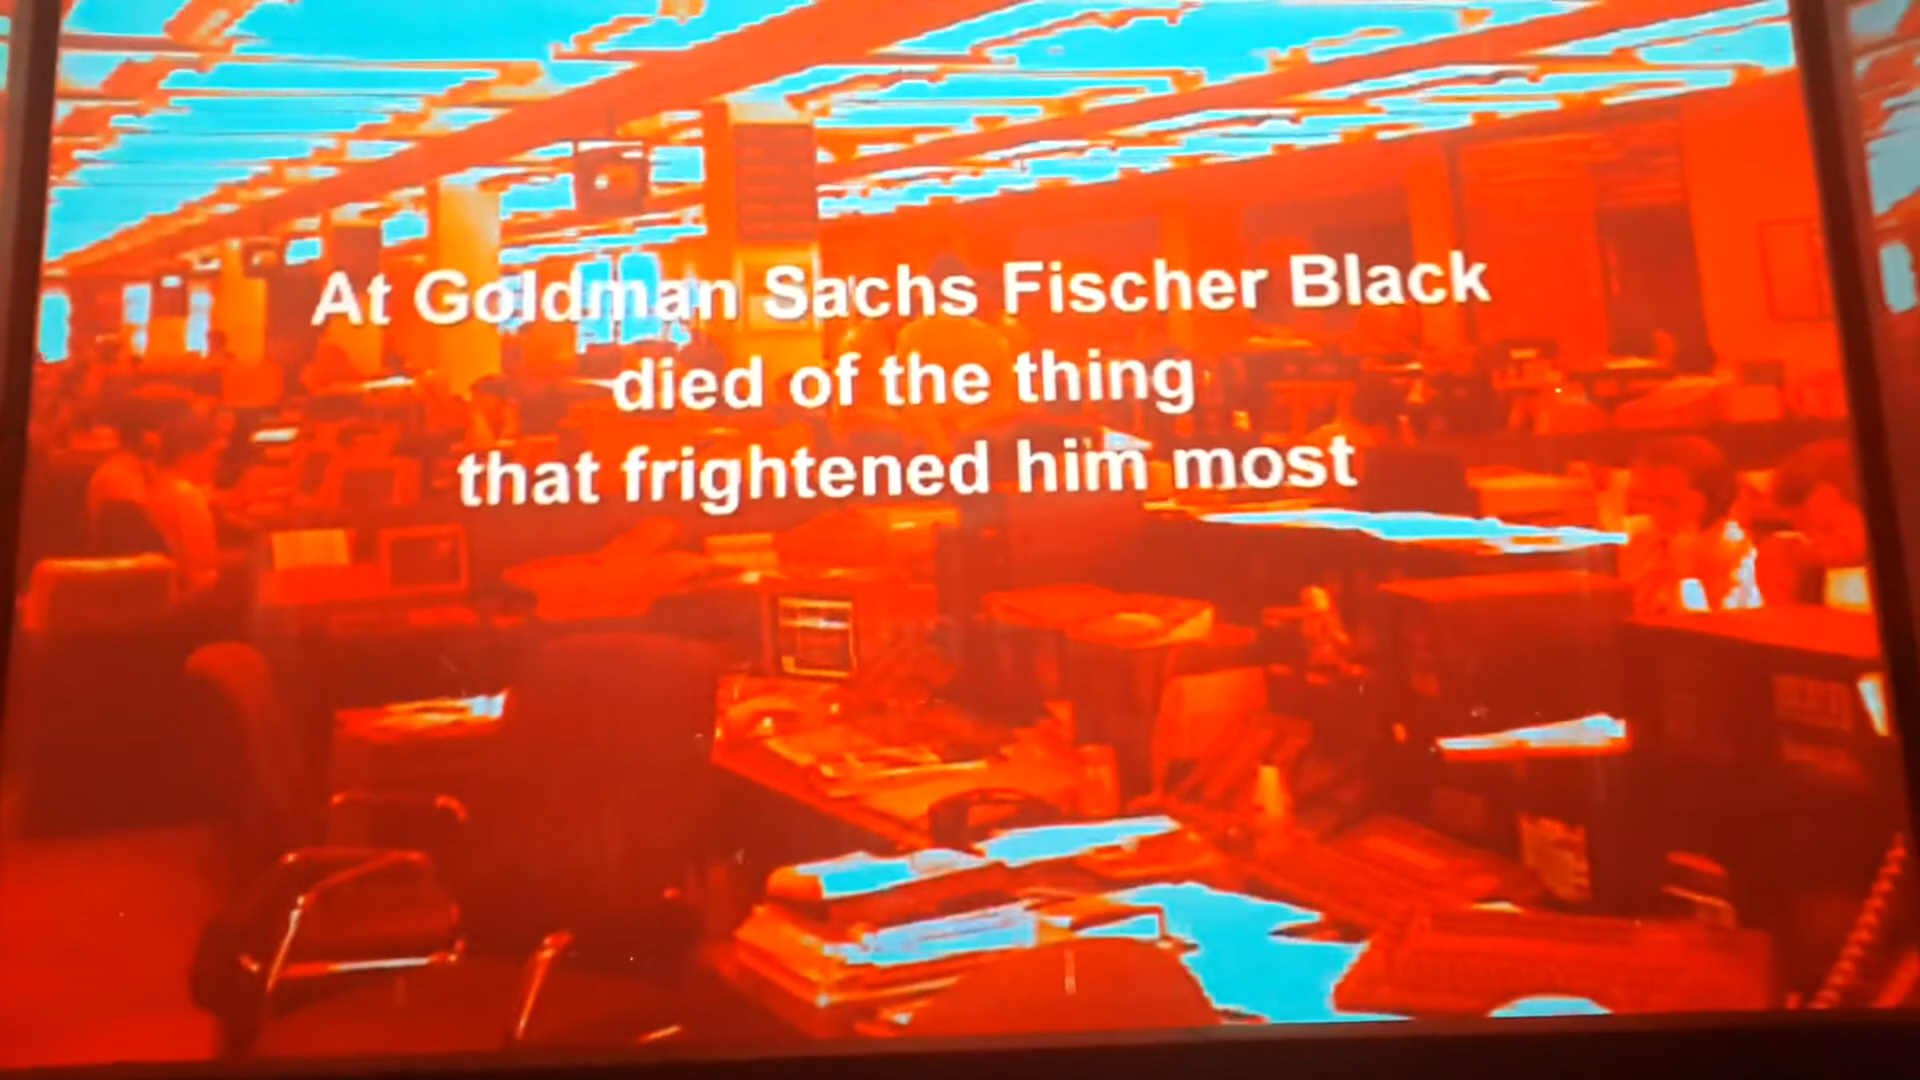 At Goldman Sachs Fischer Black
died of the thing
that frightened him most